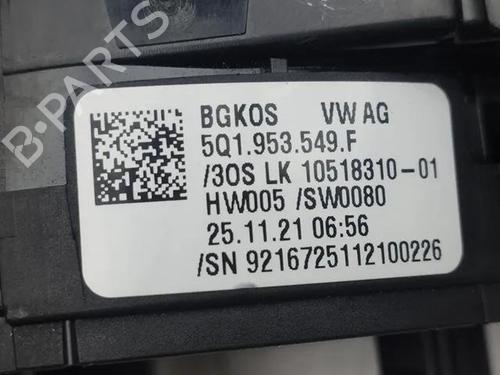 BGKOS VW AG
5Q1.953.549.F
/3OS LK 10518310-01
HW005 /SW0080
25.11.21 06:56
/SN 9216725112100226
B-PARTS